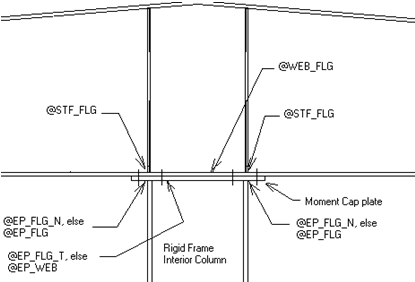 @WEB_FLG
@STF_FLG
@STF_FLG
Moment Cap plate
@EP_FLG_N, else
@EP_FLG
@EP_FLG_T, else
@EP_WEB
Rigid Frame
Interior Column
@EP_FLG_N, else
@EP_FLG